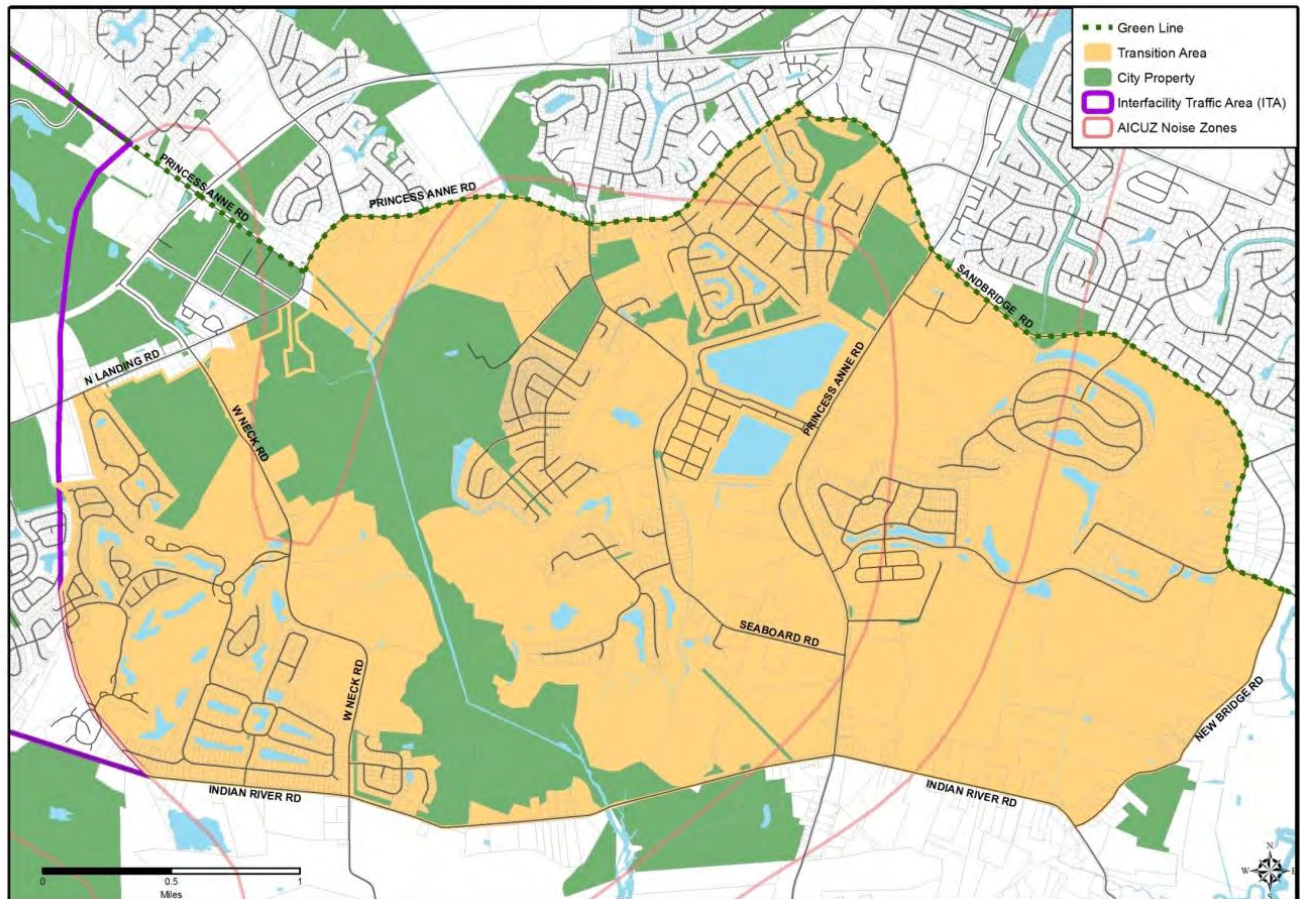 Green Line
Transition Area
City Property
Interfacility Traffic Area (ITA)
AICUZ Noise Zones
PRINCESS ANNE RD
PRINCESS ANNE RD
SANDBRIDGE RD
N LANDING RD
W NECK RD
PRINCESS ANNE RD
SEABOARD RD
W NECK RD
NEW BRIDGE RD
INDIAN RIVER RD
INDIAN RIVER RD
0 0.5 1
Miles
N
W E
S